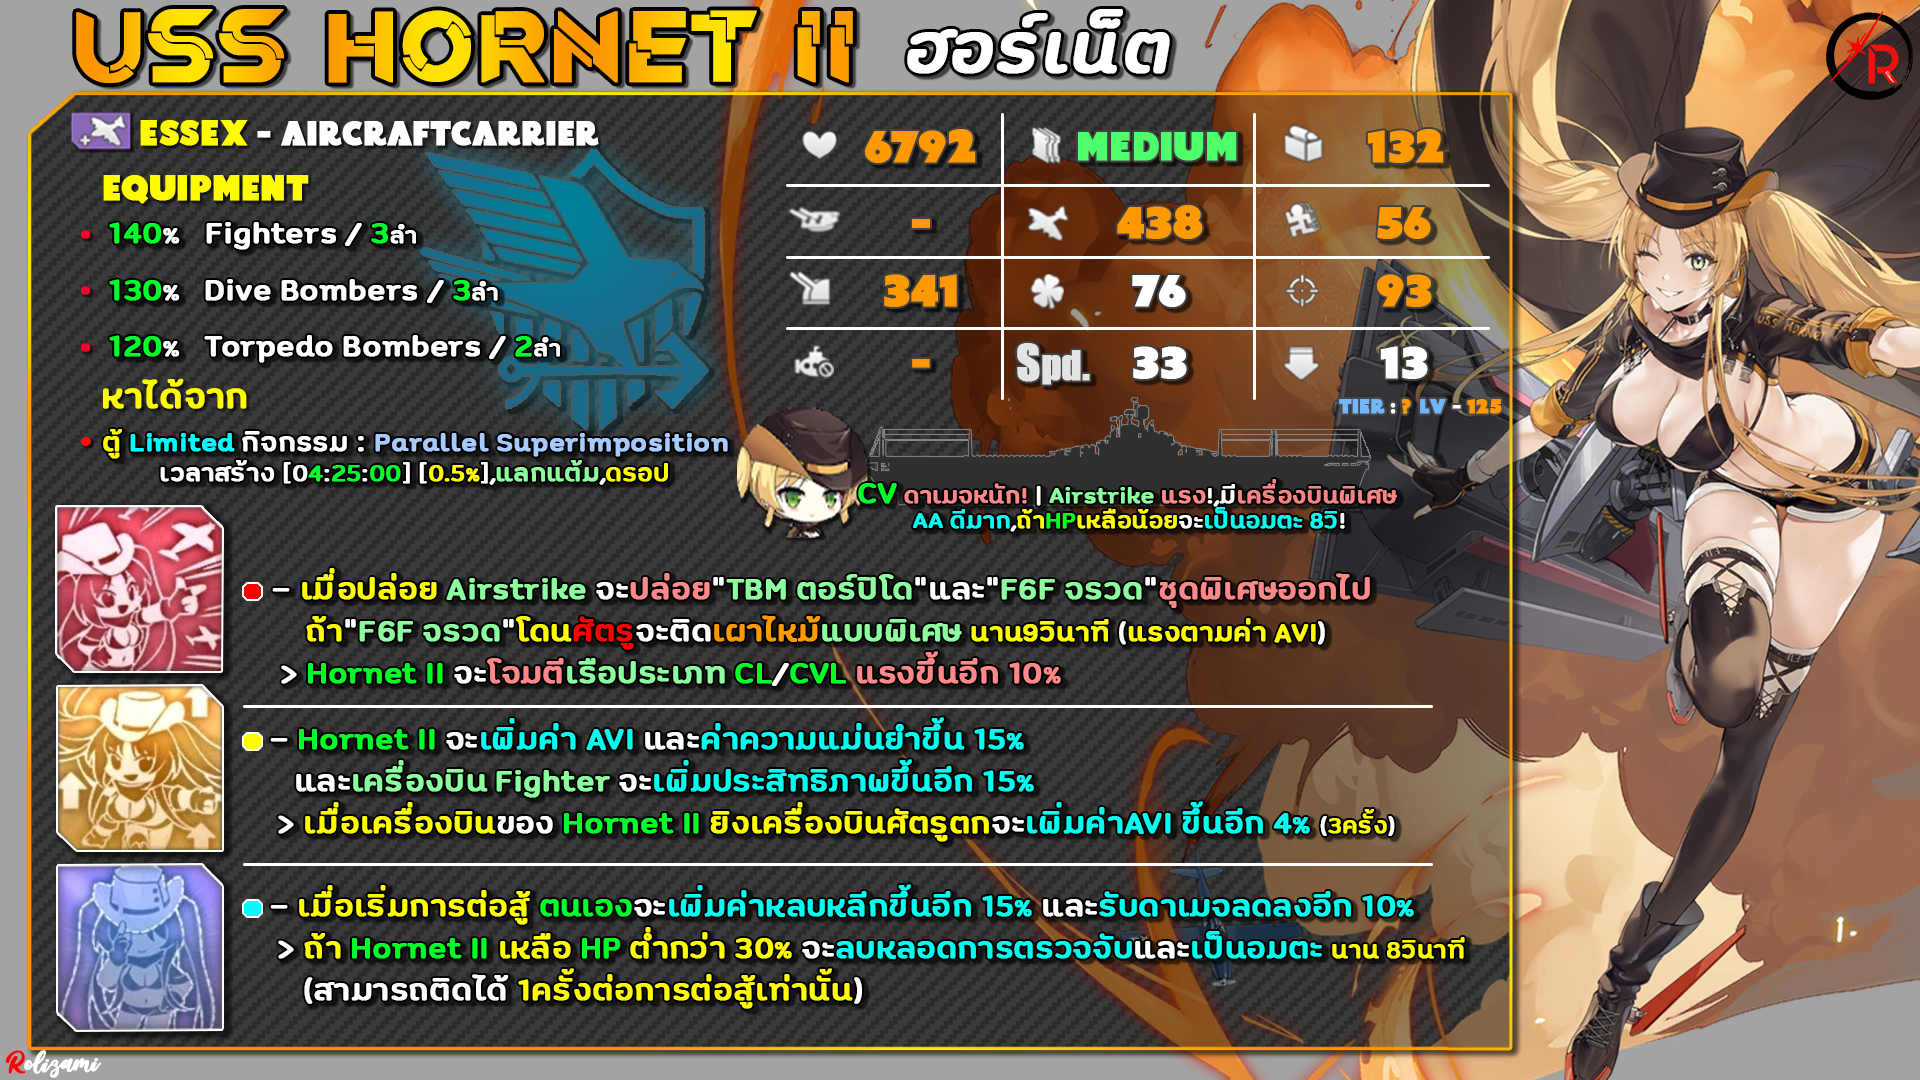 USS HORNET II ฮอร์เน็ต
R
ESSEX - AIRCRAFTCARRIER
EQUIPMENT
140% Fighters / 3ลำ
130% Dive Bombers / 3ลำ
120% Torpedo Bombers / 2ลำ
หาได้จาก
ตู้ Limited กิจกรรม : Parallel Superimposition
เวลาสร้าง [04:25:00] [0.5%],แลกแต้ม,ดรอป
6792 MEDIUM 132
- 438 56
341 76 93
- Spd. 33 13
TIER : ? LV - 125
USS HORNET
CV ดาเมจหนัก! | Airstrike แรง!,มีเครื่องบินพิเศษ
AA ดีมาก,ถ้าHPเหลือน้อยจะเป็นอมตะ 8วิ!
– เมื่อปล่อย Airstrike จะปล่อย"TBM ตอร์ปิโด"และ"F6F จรวด"ชุดพิเศษออกไป
ถ้า"F6F จรวด"โดนศัตรูจะติดเผาไหม้แบบพิเศษ นาน9วินาที (แรงตามค่า AVI)
> Hornet II จะโจมตีเรือประเภท CL/CVL แรงขึ้นอีก 10%
– Hornet II จะเพิ่มค่า AVI และค่าความแม่นยำขึ้น 15%
และเครื่องบิน Fighter จะเพิ่มประสิทธิภาพขึ้นอีก 15%
> เมื่อเครื่องบินของ Hornet II ยิงเครื่องบินศัตรูตกจะเพิ่มค่าAVI ขึ้นอีก 4% (3ครั้ง)
– เมื่อเริ่มการต่อสู้ ตนเองจะเพิ่มค่าหลบหลีกขึ้นอีก 15% และรับดาเมจลดลงอีก 10%
> ถ้า Hornet II เหลือ HP ต่ำกว่า 30% จะลบหลอดการตรวจจับและเป็นอมตะ นาน 8วินาที
(สามารถติดได้ 1ครั้งต่อการต่อสู้เท่านั้น)
Rolizami